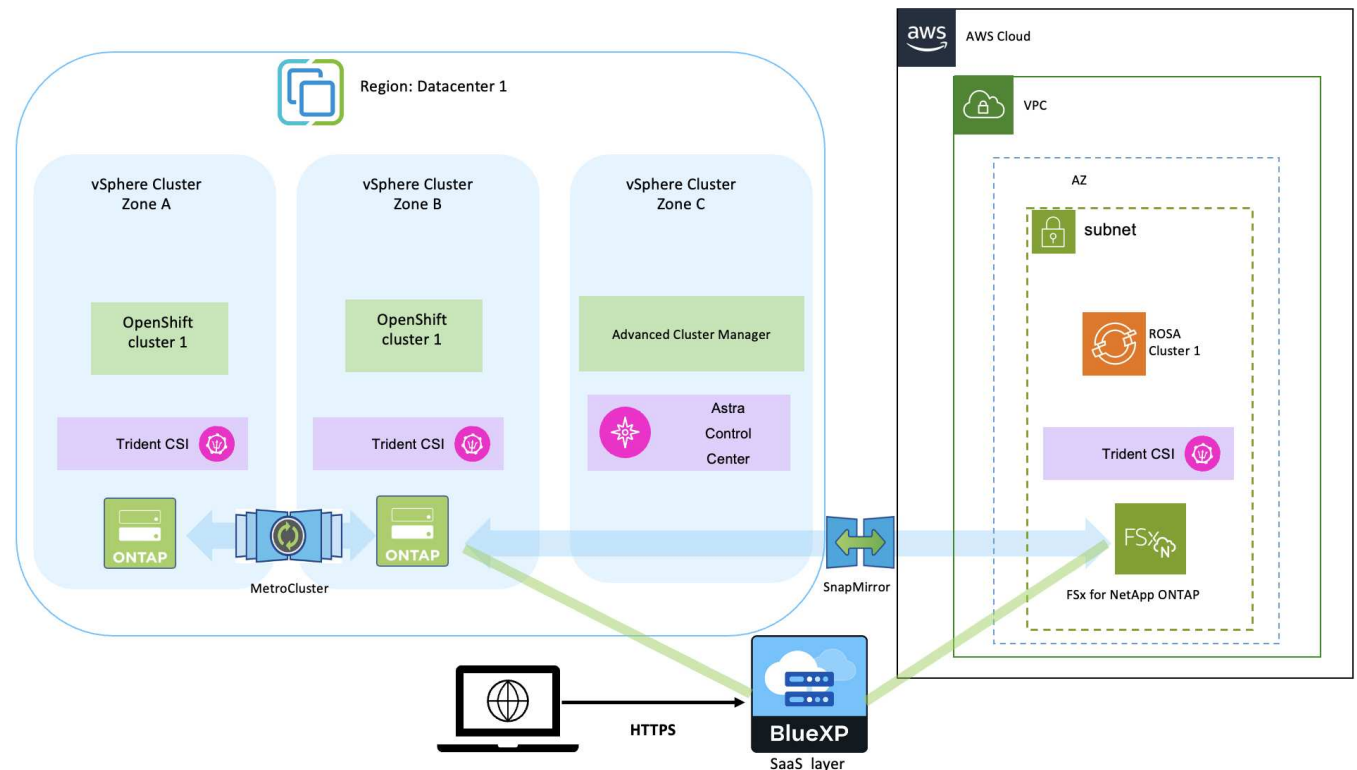 aws
AWS Cloud
Region: Datacenter 1
VPC
AZ
vSphere Cluster
Zone A
vSphere Cluster
Zone B
vSphere Cluster
Zone C
subnet
OpenShift
cluster 1
OpenShift
cluster 1
Advanced Cluster Manager
ROSA
Cluster 1
Trident CSI
Trident CSI
Astra
Control
Center
Trident CSI
ONTAP
ONTAP
FSx
N
MetroCluster
SnapMirror
FSx for NetApp ONTAP
HTTPS
BlueXP
SaaS layer